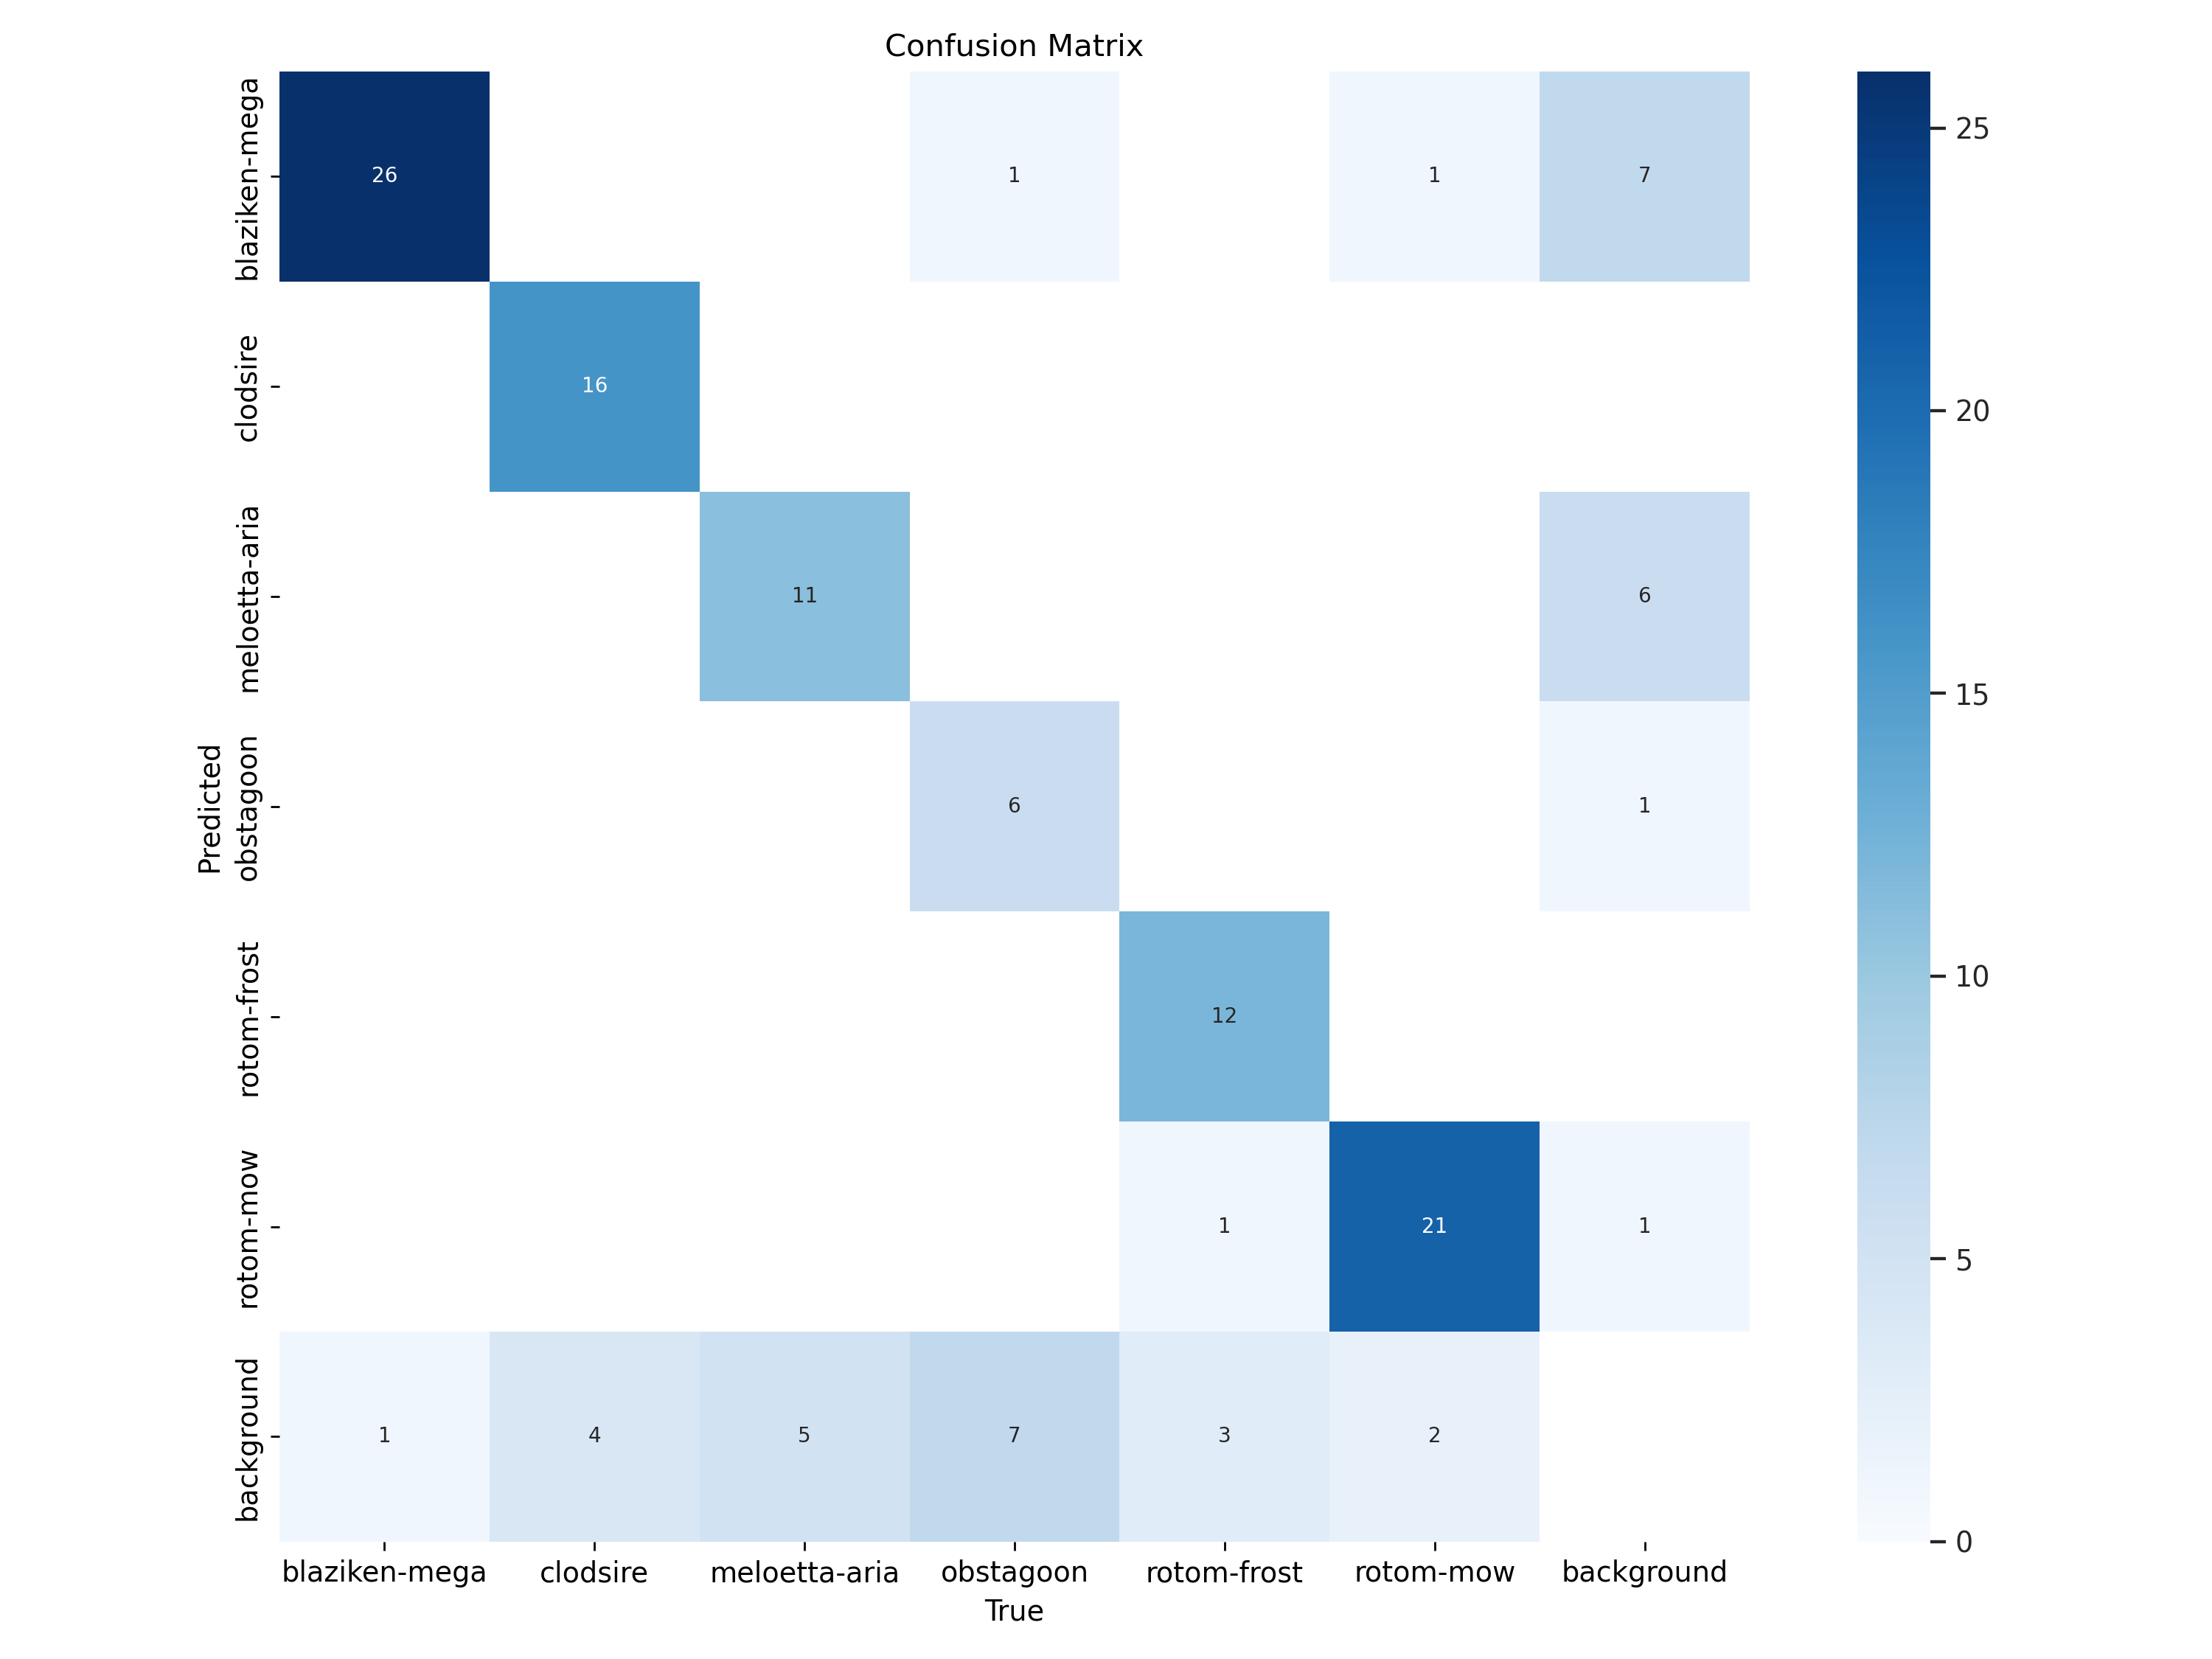 Confusion Matrix
blaziken-mega
26
1
1
7
25
clodsire
16
20
meloetta-aria
11
6
15
Predicted
obstagoon
6
1
rotom-frost
12
10
rotom-mow
1
21
1
5
background
1
4
5
7
3
2
0
blaziken-mega clodsire meloetta-aria obstagoon rotom-frost rotom-mow background
True